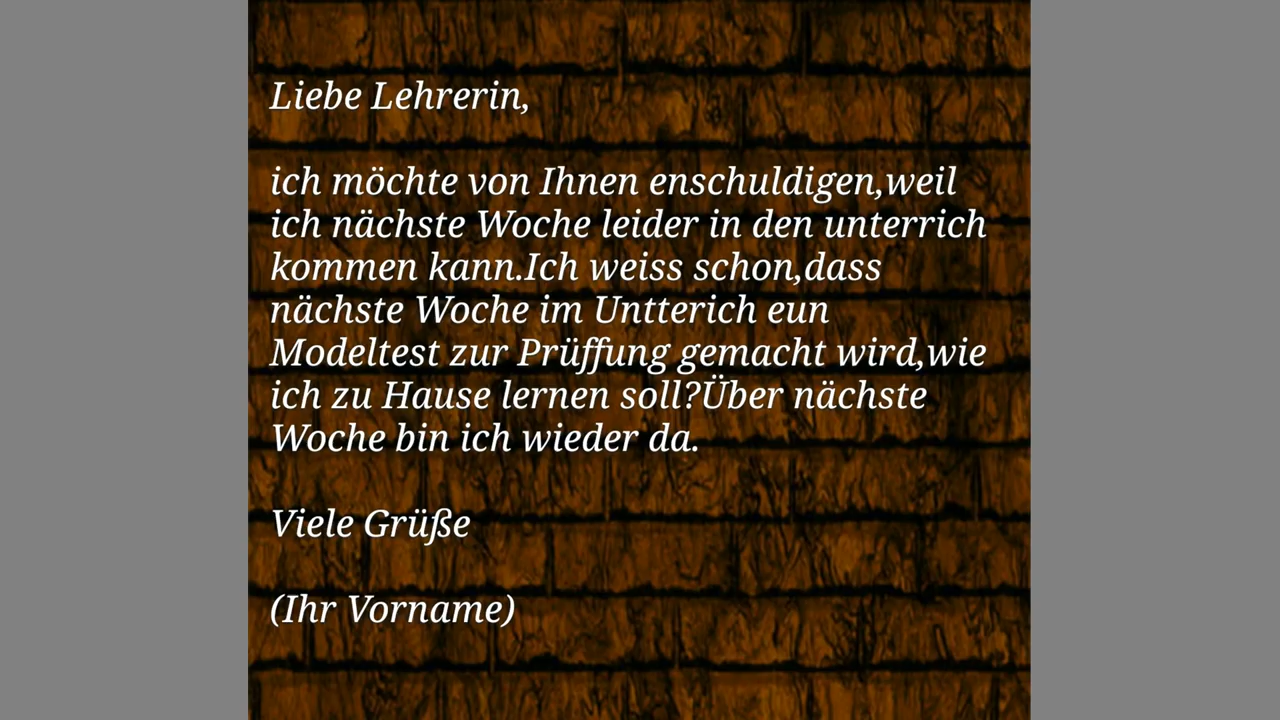 Liebe Lehrerin,
ich möchte von Ihnen enschuldigen,weil
ich nächste Woche leider in den unterrich
kommen kann.Ich weiss schon,dass
nächste Woche im Untterich eun
Modeltest zur Prüffung gemacht wird,wie
ich zu Hause lernen soll?Über nächste
Woche bin ich wieder da.
Viele Grüße
(Ihr Vorname)